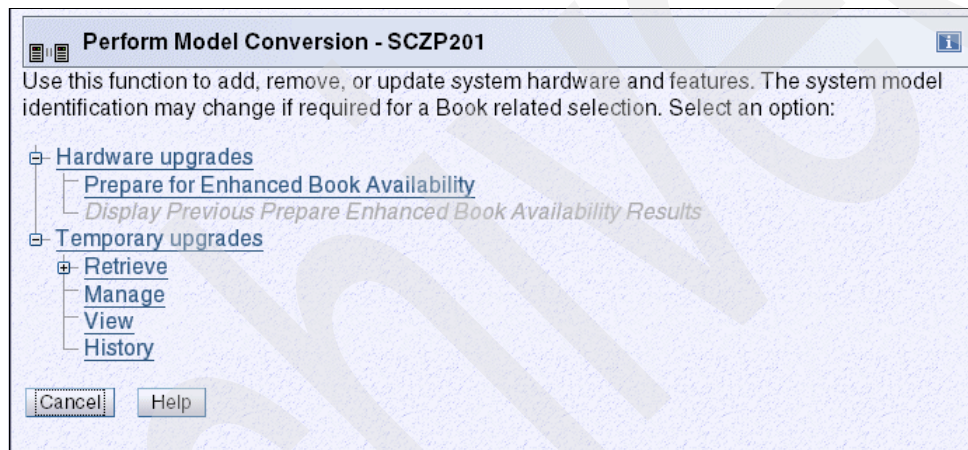 Perform Model Conversion - SCZP201
Use this function to add, remove, or update system hardware and features. The system model
identification may change if required for a Book related selection. Select an option:
Hardware upgrades
Prepare for Enhanced Book Availability
Display Previous Prepare Enhanced Book Availability Results
Temporary upgrades
Retrieve
Manage
View
History
Cancel Help